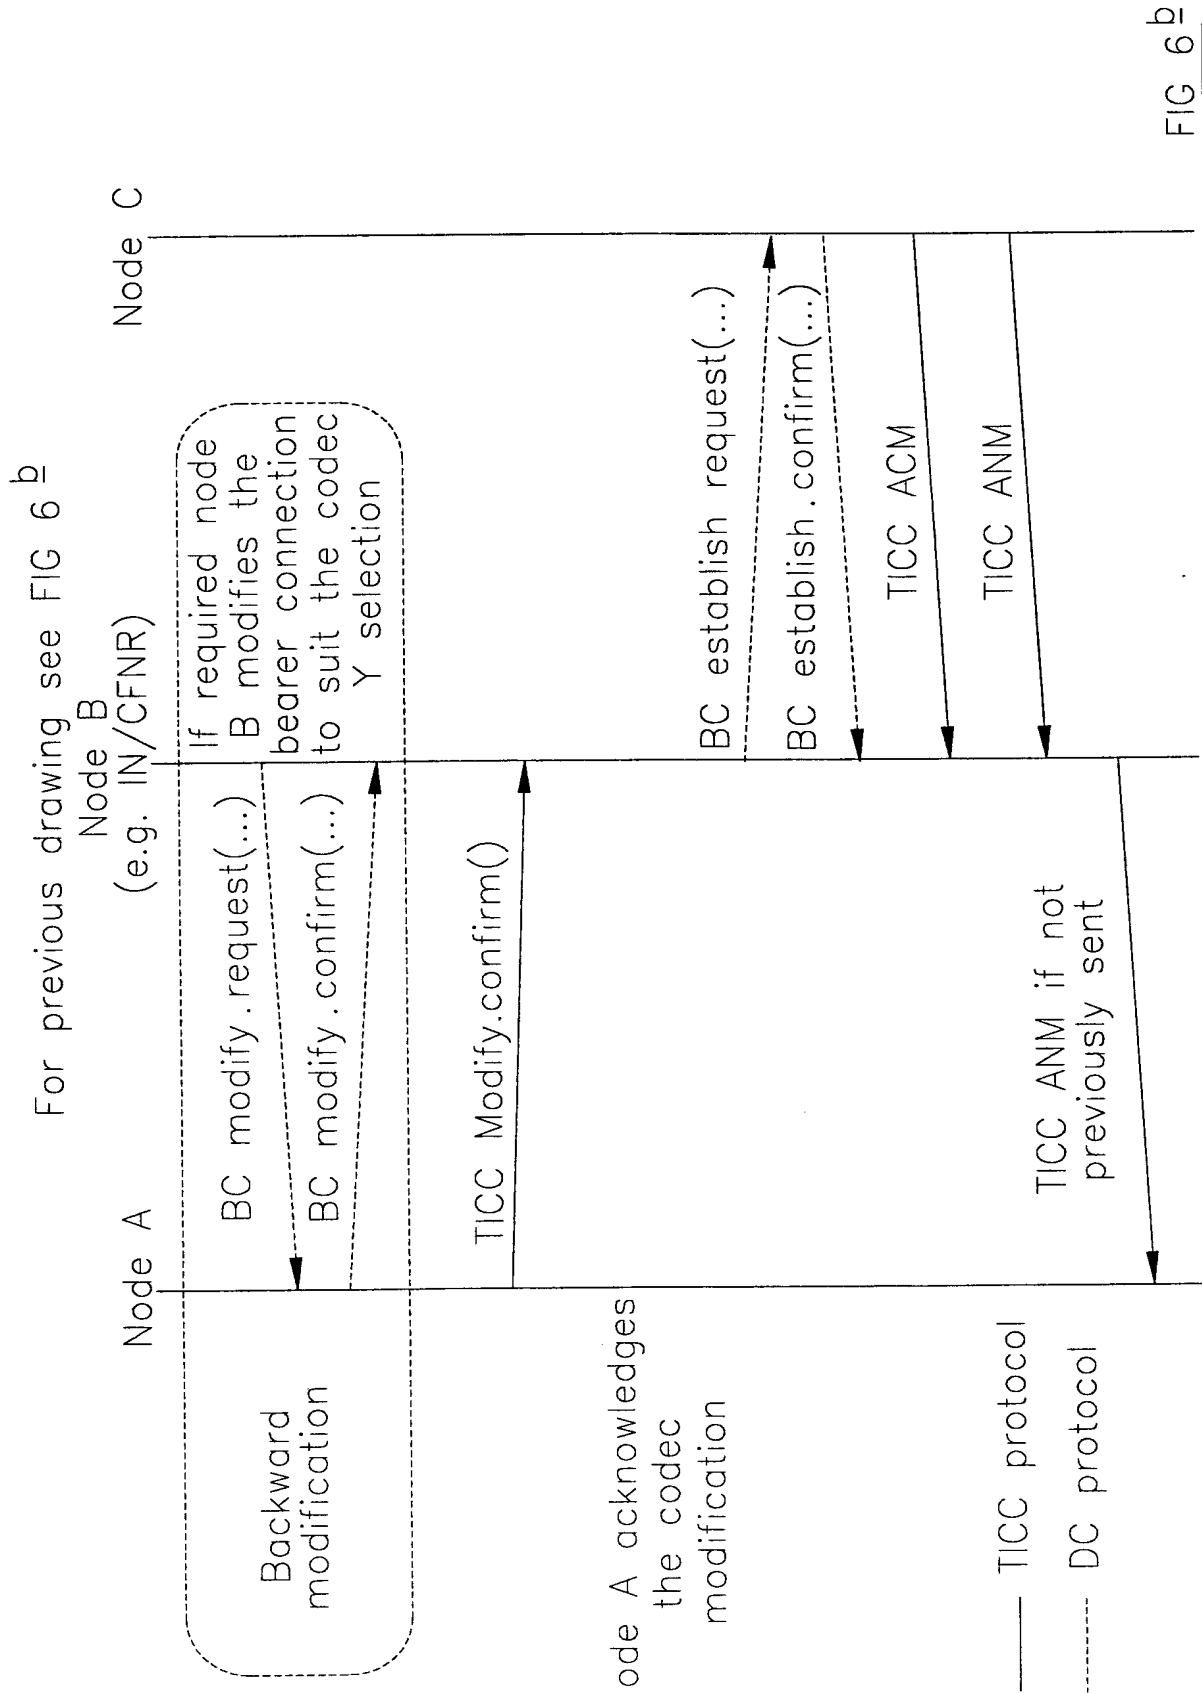 For previous drawing see FIG 6 b
Node A
Node B
(e.g. IN/CFNR)
Node C
Backward
modification
BC modify.request(...)
BC modify.confirm(...)
If required node
B modifies the
bearer connection
to suit the codec
Y selection
TICC Modify.confirm()
ode A acknowledges
the codec
modification
BC establish request(...)
BC establish.confirm(...)
TICC ACM
TICC ANM
TICC ANM if not
previously sent
TICC protocol
DC protocol
FIG 6 b